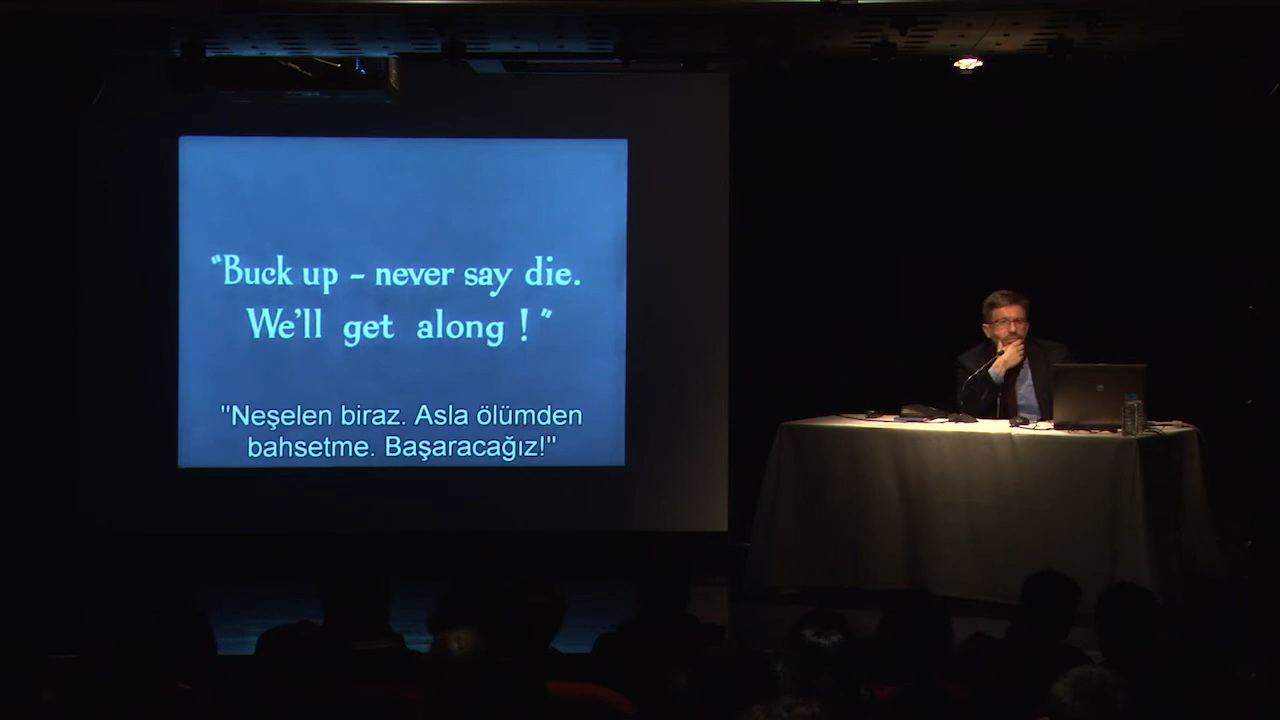 "Buck up - never say die.
We'll get along!"
"Neşelen biraz. Asla ölümden
bahsetme. Başaracağız!"